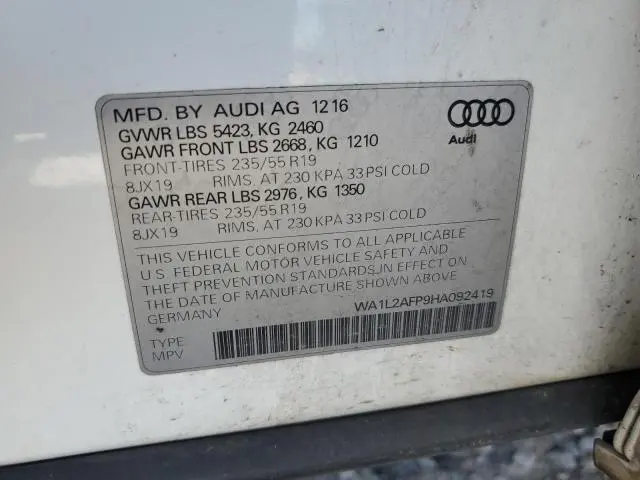 MFD. BY AUDI AG 12 16
GVWR LBS 5423, KG 2460
GAWR FRONT LBS 2668, KG 1210
FRONT-TIRES 235/55 R19
8JX19 RIMS. AT 230 KPA 33 PSI COLD
GAWR REAR LBS 2976, KG 1350
REAR-TIRES 235/55 R19
8JX19 RIMS. AT 230 KPA 33 PSI COLD
Audi
THIS VEHICLE CONFORMS TO ALL APPLICABLE
U.S. FEDERAL MOTOR VEHICLE SAFETY AND
THEFT PREVENTION STANDARDS IN EFFECT ON
THE DATE OF MANUFACTURE SHOWN ABOVE
GERMANY
WA1L2AFP9HA092419
TYPE
MPV